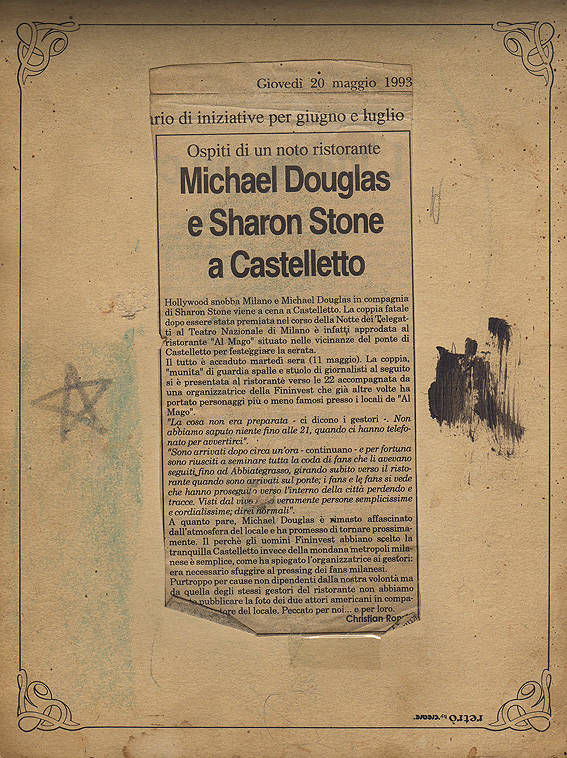 Giovedì 20 maggio 1993
rio di iniziative per giugno e luglio
Ospiti di un noto ristorante
Michael Douglas
e Sharon Stone
a Castelletto
Hollywood snobba Milano e Michael Douglas in compagnia
di Sharon Stone viene a cena a Castelletto. La coppia fatale
dopo essere stata premiata nel corso della Notte dei Telegat-
ti al Teatro Nazionale di Milano è infatti approdata al
ristorante "Al Mago" situato nelle vicinanze del ponte di
Castelletto per festeggiare la serata.
Il tutto è accaduto martedì sera (11 maggio). La coppia,
"munita" di guardia spalle e stuolo di giornalisti al seguito
si è presentata al ristorante verso le 22 accompagnata da
una organizzatrice della Fininvest che già altre volte ha
portato personaggi più o meno famosi presso i locali de "Al
Mago".
"La cosa non era preparata - ci dicono i gestori -. Non
abbiamo saputo niente fino alle 21, quando ci hanno telefo-
nato per avvertirci".
"Sono arrivati dopo circa un'ora - continuano - e per fortuna
sono riusciti a seminare tutta la coda di fans che li avevano
seguiti fino ad Abbiategrasso, girando subito verso il risto-
rante quando sono arrivati sul ponte; i fans e le fans si vede
che hanno proseguito verso l'interno della città perdendo e
tracce. Visti dal vivo veramente persone semplicissime
e cordialissime; direi normali".
A quanto pare, Michael Douglas è rimasto affascinato
dall'atmosfera del locale e ha promesso di tornare prossima-
mente. Il perchè gli uomini Fininvest abbiano scelto la
tranquilla Castelletto invece della mondana metropoli mila-
nese è semplice, come ha spiegato l'organizzatrice ai gestori:
era necessario sfuggire al pressing dei fans milanesi.
Purtroppo per cause non dipendenti dalla nostra volontà ma
da quella degli stessi gestori del ristorante non abbiamo
pubblicare la foto dei due attori americani in compa-
tore del locale. Peccato per noi... e per loro.
Christian
retrò by creare.